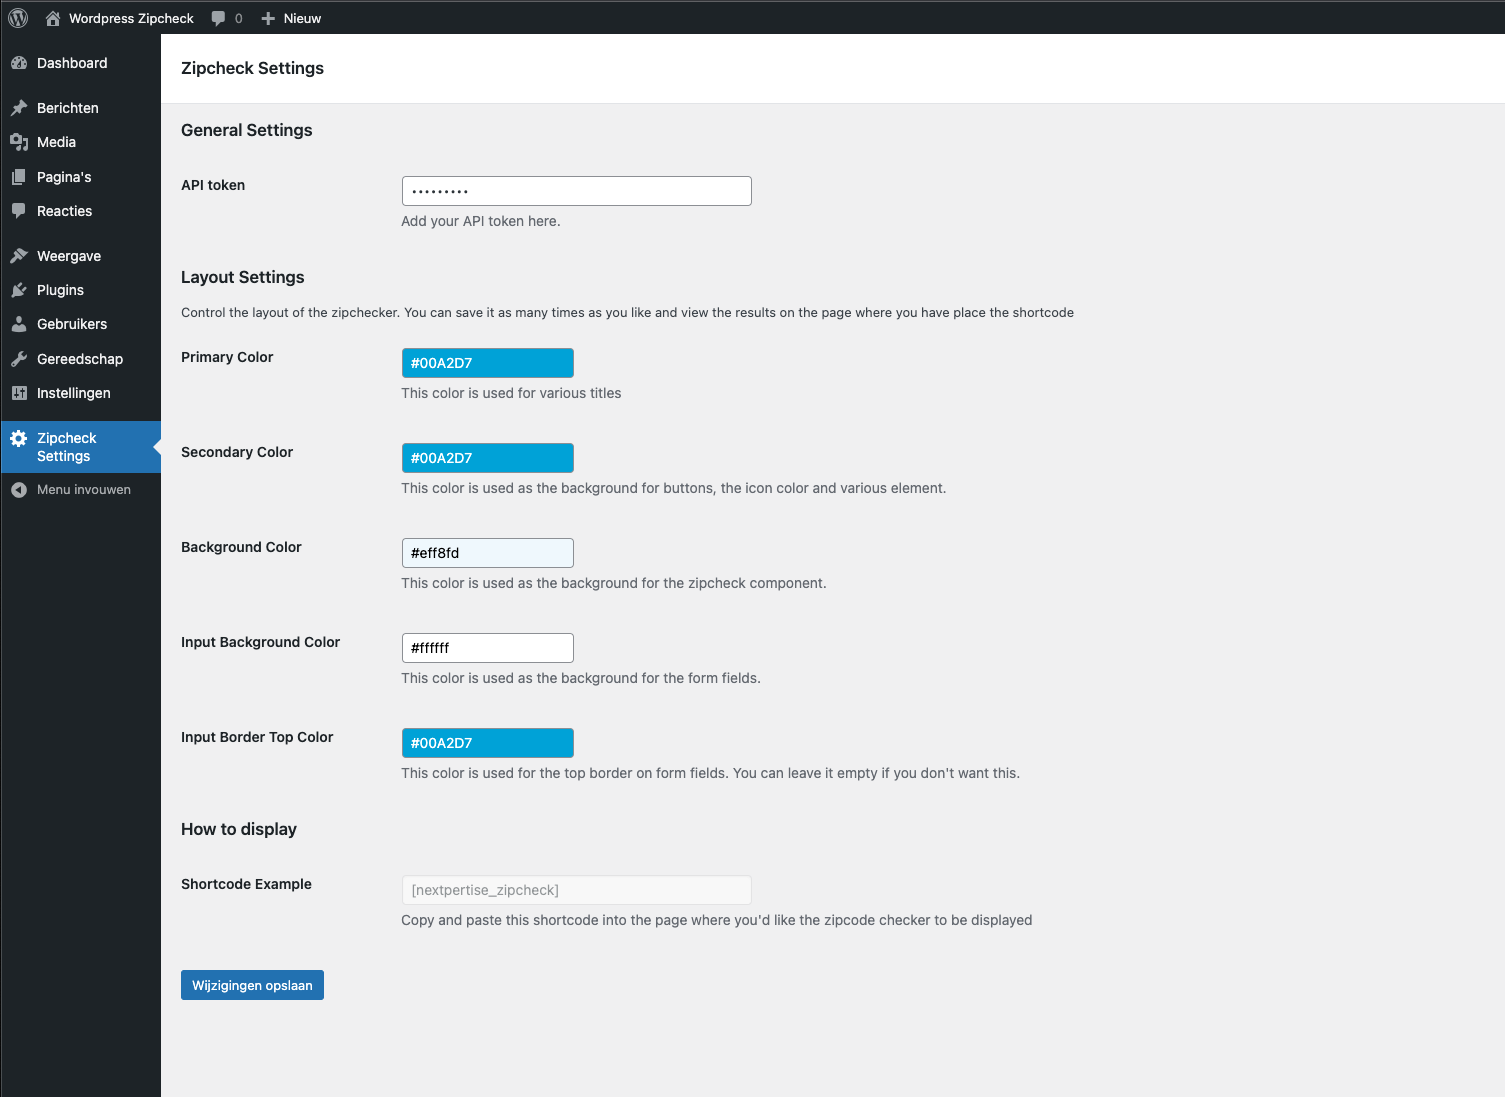 Wordpress Zipcheck 0 Nieuw
Dashboard
Berichten
Media
Pagina's
Reacties
Weergave
Plugins
Gebruikers
Gereedschap
Instellingen
Zipcheck
Settings
Menu invouwen
Zipcheck Settings
General Settings
API token
•••••••••
Add your API token here.
Layout Settings
Control the layout of the zipchecker. You can save it as many times as you like and view the results on the page where you have place the shortcode
Primary Color
#00A2D7
This color is used for various titles
Secondary Color
#00A2D7
This color is used as the background for buttons, the icon color and various element.
Background Color
#eff8fd
This color is used as the background for the zipcheck component.
Input Background Color
#ffffff
This color is used as the background for the form fields.
Input Border Top Color
#00A2D7
This color is used for the top border on form fields. You can leave it empty if you don't want this.
How to display
Shortcode Example
[nextpertise_zipcheck]
Copy and paste this shortcode into the page where you'd like the zipcode checker to be displayed
Wijzigingen opslaan